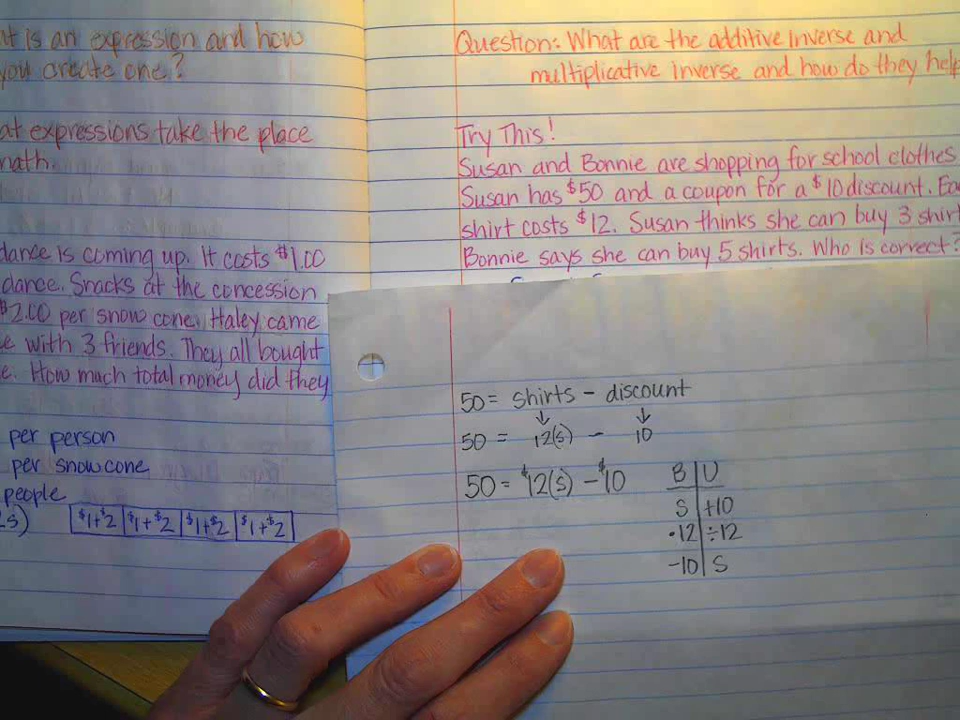 t is an expression and how
you create one?
at expressions take the place
math.
dance is coming up. It costs $1.00
dance. Snacks at the concession
$2.00 per snow cone. Haley came
e with 3 friends. They all bought
e. How much total money did they
per person
per snowcone
people
s) $1+$2 $1+$2 $1+$2 $1+$2
Question: What are the additive inverse and
multiplicative inverse and how do they help
Try This!
Susan and Bonnie are shopping for school clothes
Susan has $50 and a coupon for a $10 discount. Ea
shirt costs $12. Susan thinks she can buy 3 shirt
Bonnie says she can buy 5 shirts. Who is correct?
50 = shirts - discount
↓ ↓
50 = 12(s) - 10
50 = $12(s) - $10
B U
S +10
·12 ÷12
-10 S